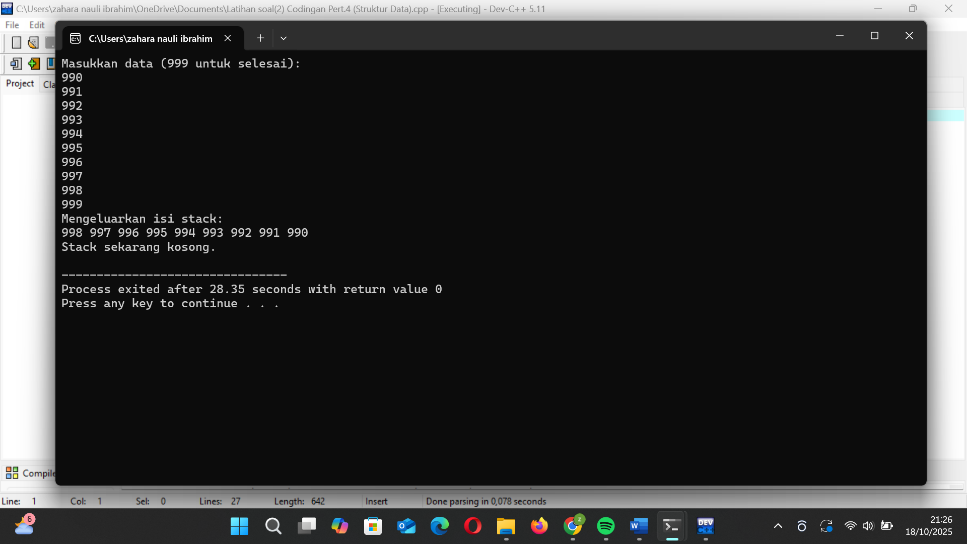 C:\Users\zahara nauli ibrahim\OneDrive\Documents\Latihan soal(2) Codingan Pert.4 (Struktur Data).cpp - [Executing] - Dev-C++ 5.11
File Edit
C:\Users\zahara nauli ibrahim
Project Cla
Masukkan data (999 untuk selesai):
990
991
992
993
994
995
996
997
998
999
Mengeluarkan isi stack:
998 997 996 995 994 993 992 991 990
Stack sekarang kosong.
--------------------------------
Process exited after 28.35 seconds with return value 0
Press any key to continue . . .
Compile
Line: 1 Col: 1 Sel: 0 Lines: 27 Length: 642 Insert Done parsing in 0,078 seconds
6
2
W
DEV
21:26
18/10/2025